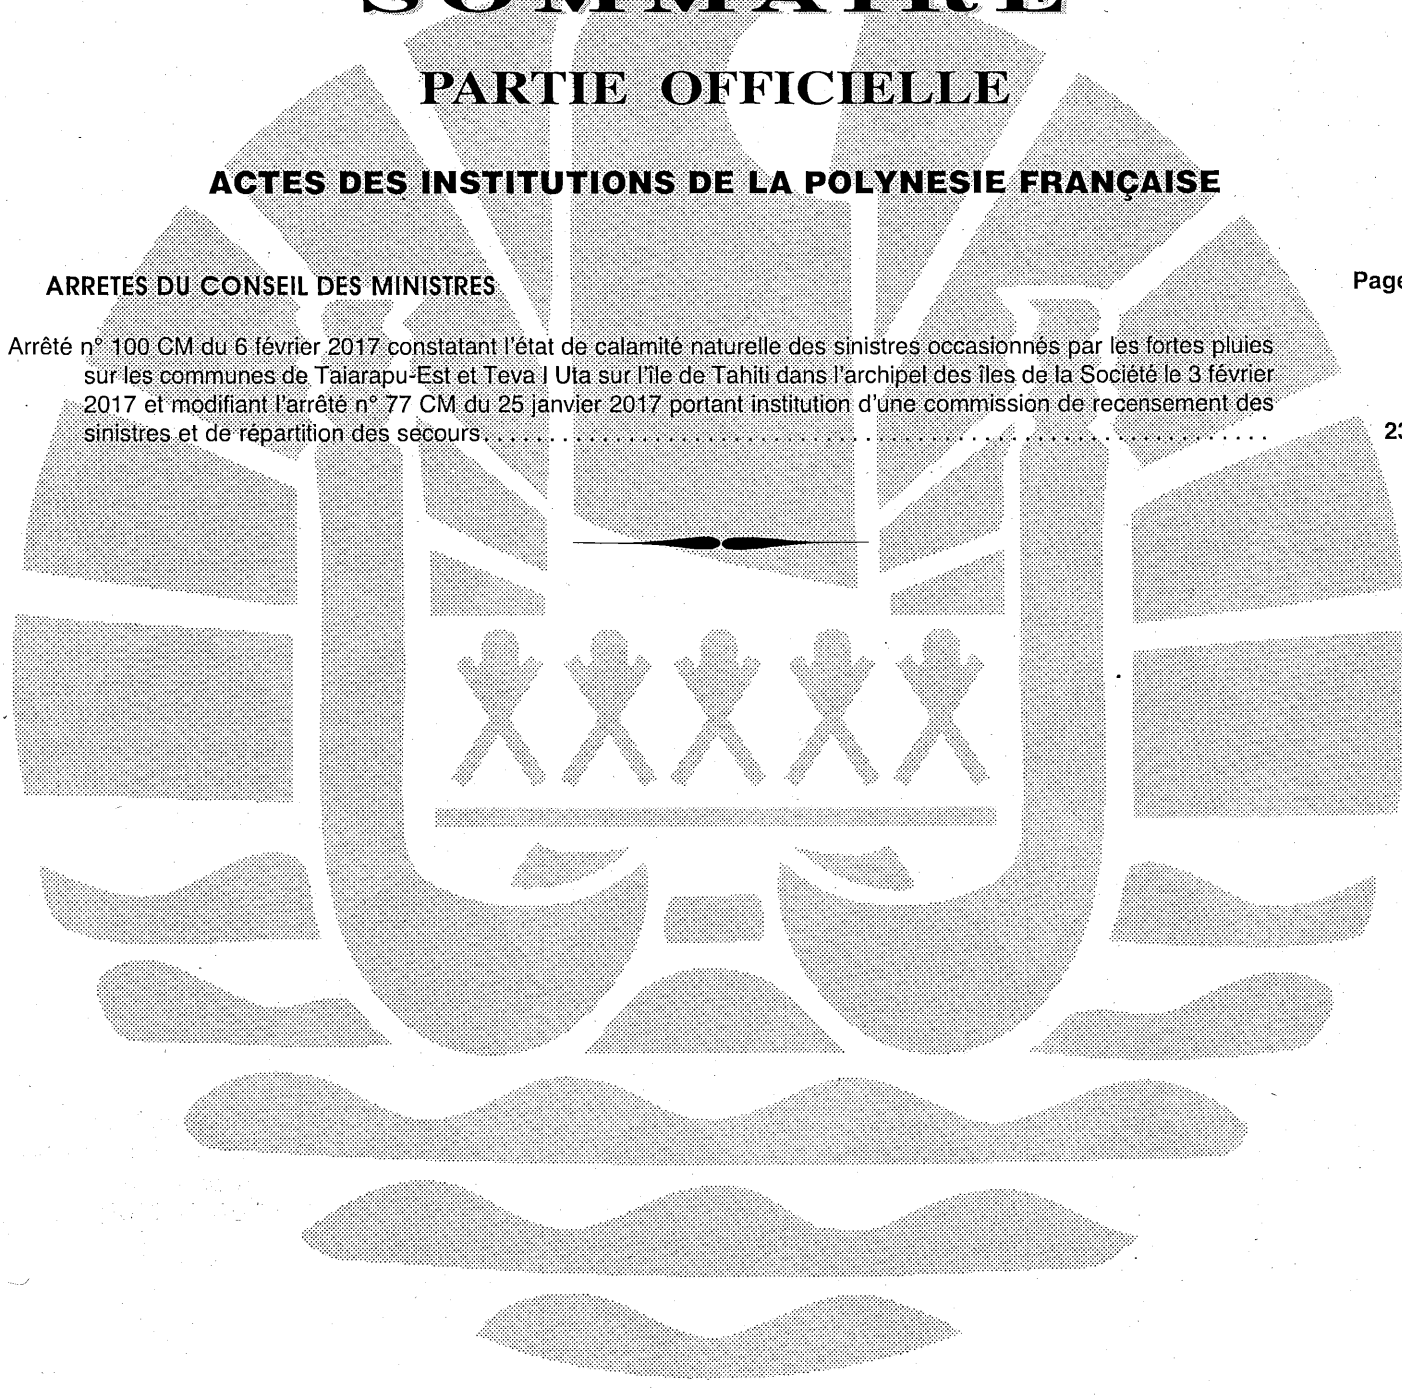 SOMMAIRE
PARTIE OFFICIELLE
ACTES DES INSTITUTIONS DE LA POLYNESIE FRANÇAISE
ARRETES DU CONSEIL DES MINISTRES Page
Arrêté n° 100 CM du 6 février 2017 constatant l'état de calamité naturelle des sinistres occasionnés par les fortes pluies
sur les communes de Taiarapu-Est et Teva I Uta sur l'île de Tahiti dans l'archipel des îles de la Société le 3 février
2017 et modifiant l'arrêté n° 77 CM du 25 janvier 2017 portant institution d'une commission de recensement des
sinistres et de répartition des secours. . . . . . . . . . . . . . . . . . . . . . . . . . . . . . . . . . . . . . . . . . . . . . . . . . . . . . . . . . . . . 23